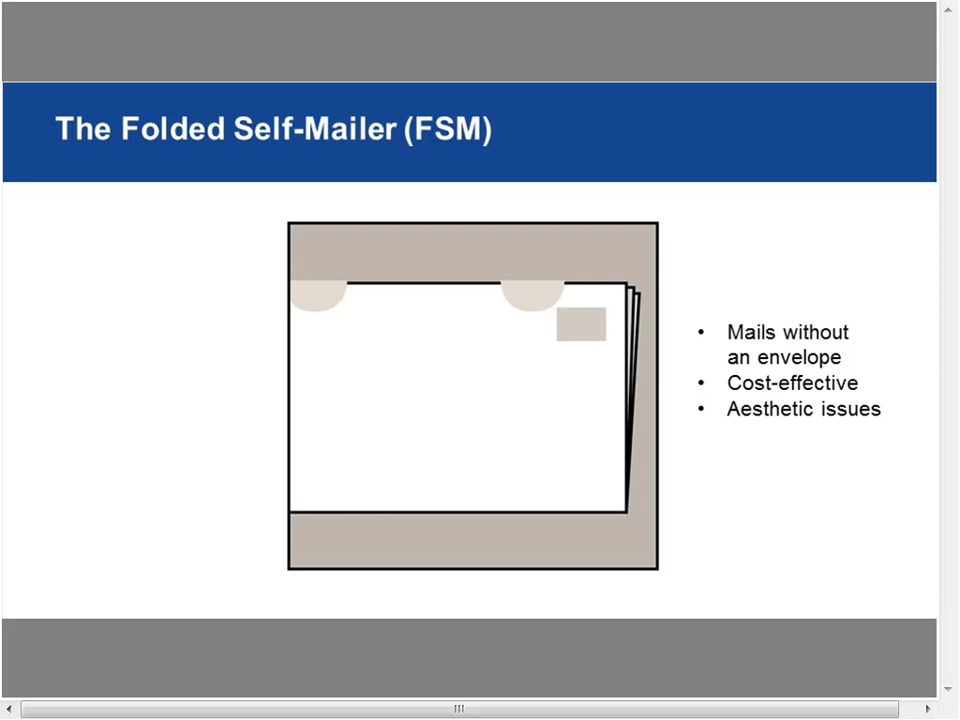 The Folded Self-Mailer (FSM)
• Mails without
an envelope
• Cost-effective
• Aesthetic issues